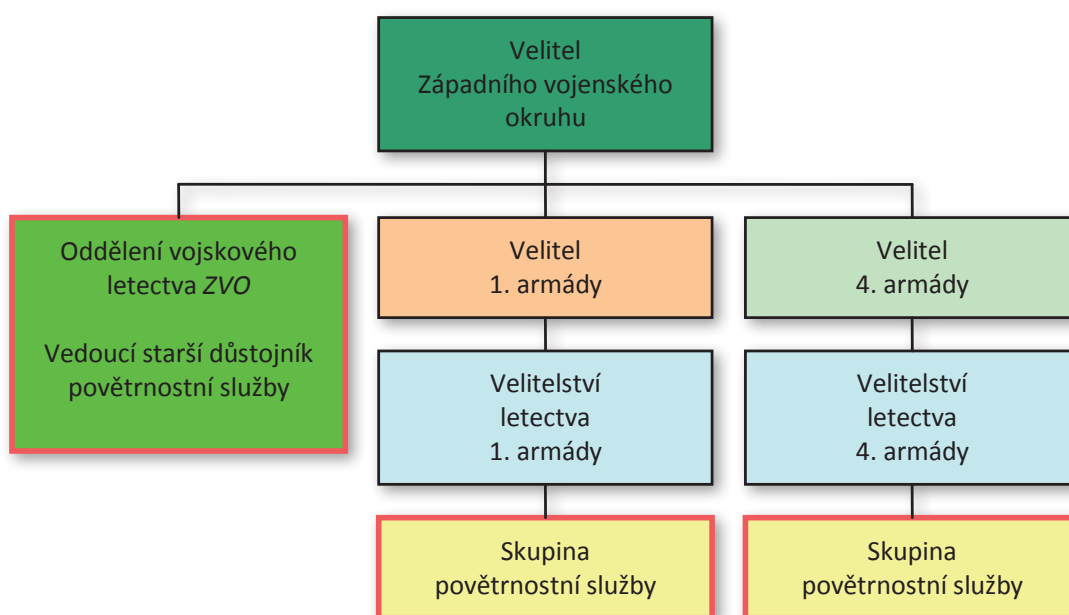 Velitel
Západního vojenského
okruhu
Oddělení vojskového
letectva ZVO
Vedoucí starší důstojník
povětrnostní služby
Velitel
1. armády
Velitel
4. armády
Velitelství
letectva
1. armády
Velitelství
letectva
4. armády
Skupina
povětrnostní služby
Skupina
povětrnostní služby